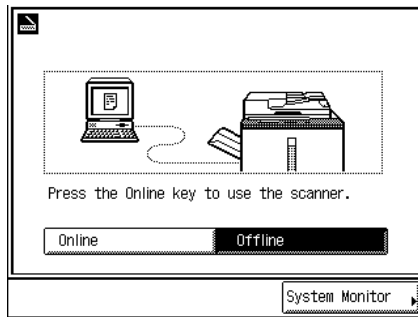 Press the Online key to use the scanner.
Online
Offline
System Monitor